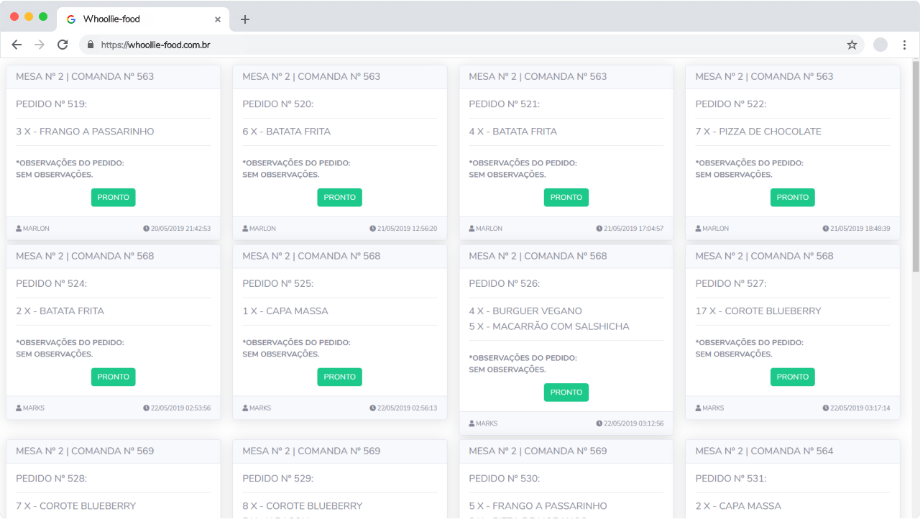 Whoollie-food
https://whoollie-food.com.br
MESA Nº 2 | COMANDA Nº 563
PEDIDO Nº 519:
3 X - FRANGO A PASSARINHO
*OBSERVAÇÕES DO PEDIDO:
SEM OBSERVAÇÕES.
PRONTO
MARLON
20/05/2019 21:42:53
MESA Nº 2 | COMANDA Nº 563
PEDIDO Nº 520:
6 X - BATATA FRITA
*OBSERVAÇÕES DO PEDIDO:
SEM OBSERVAÇÕES.
PRONTO
MARLON
21/05/2019 12:56:20
MESA Nº 2 | COMANDA Nº 563
PEDIDO Nº 521:
4 X - BATATA FRITA
*OBSERVAÇÕES DO PEDIDO:
SEM OBSERVAÇÕES.
PRONTO
MARLON
21/05/2019 17:04:57
MESA Nº 2 | COMANDA Nº 563
PEDIDO Nº 522:
7 X - PIZZA DE CHOCOLATE
*OBSERVAÇÕES DO PEDIDO:
SEM OBSERVAÇÕES.
PRONTO
MARLON
21/05/2019 18:48:39
MESA Nº 2 | COMANDA Nº 568
PEDIDO Nº 524:
2 X - BATATA FRITA
*OBSERVAÇÕES DO PEDIDO:
SEM OBSERVAÇÕES.
PRONTO
MARKS
22/05/2019 02:53:56
MESA Nº 2 | COMANDA Nº 568
PEDIDO Nº 525:
1 X - CAPA MASSA
*OBSERVAÇÕES DO PEDIDO:
SEM OBSERVAÇÕES.
PRONTO
MARKS
22/05/2019 02:56:13
MESA Nº 2 | COMANDA Nº 568
PEDIDO Nº 526:
4 X - BURGUER VEGANO
5 X - MACARRÃO COM SALSHICHA
*OBSERVAÇÕES DO PEDIDO:
SEM OBSERVAÇÕES.
PRONTO
MARKS
22/05/2019 03:12:56
MESA Nº 2 | COMANDA Nº 568
PEDIDO Nº 527:
17 X - COROTE BLUEBERRY
*OBSERVAÇÕES DO PEDIDO:
SEM OBSERVAÇÕES.
PRONTO
MARKS
22/05/2019 03:17:14
MESA Nº 2 | COMANDA Nº 569
PEDIDO Nº 528:
7 X - COROTE BLUEBERRY
MESA Nº 2 | COMANDA Nº 569
PEDIDO Nº 529:
8 X - COROTE BLUEBERRY
MESA Nº 2 | COMANDA Nº 569
PEDIDO Nº 530:
5 X - FRANGO A PASSARINHO
MESA Nº 2 | COMANDA Nº 564
PEDIDO Nº 531:
2 X - CAPA MASSA